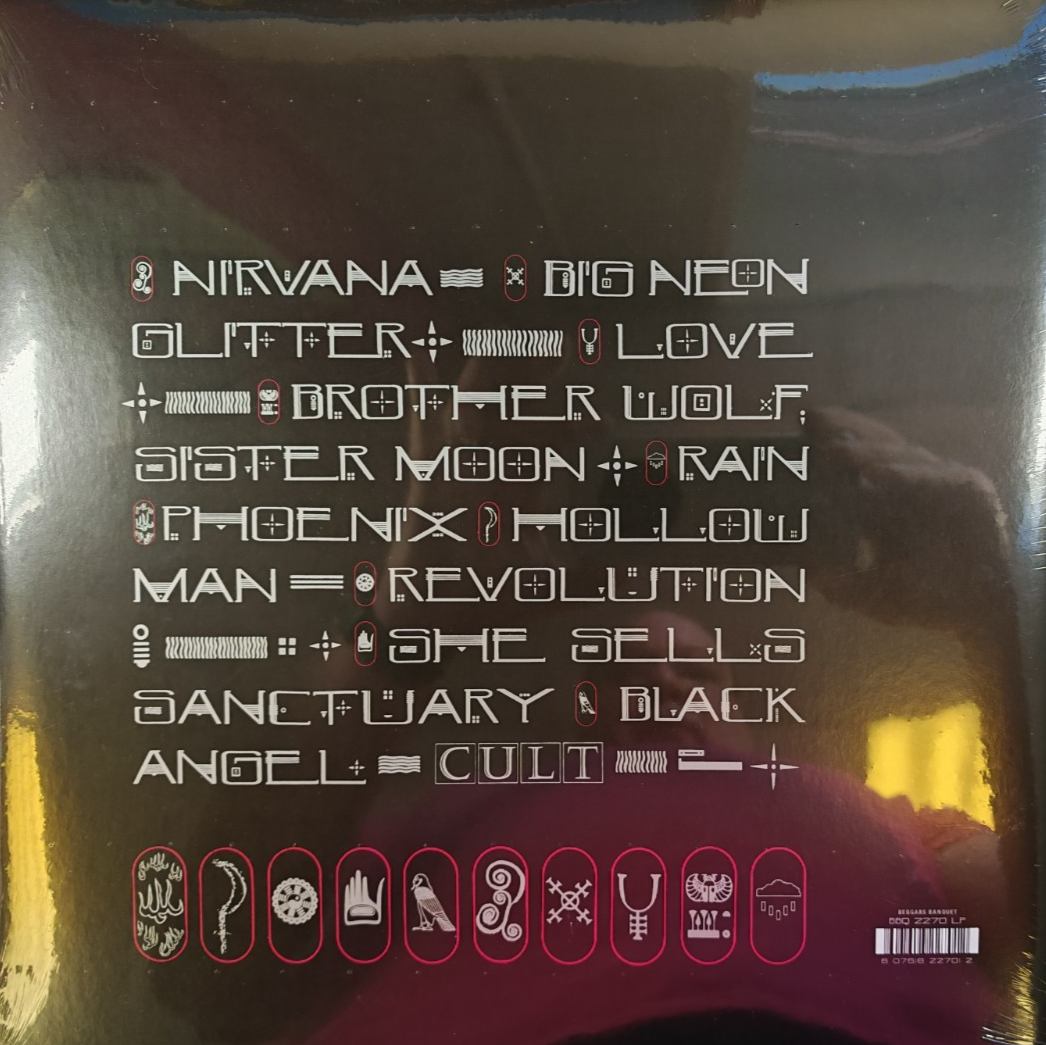 NIRVANA BIG NEON
GLITTER LOVE
BROTHER WOLF;
SISTER MOON RAIN
PHOENIX HOLLOW
MAN REVOLUTION
SHE SELLS
SANCTUARY BLACK
ANGEL CULT
BEGGARS BANQUET
BBQ 2270 LP